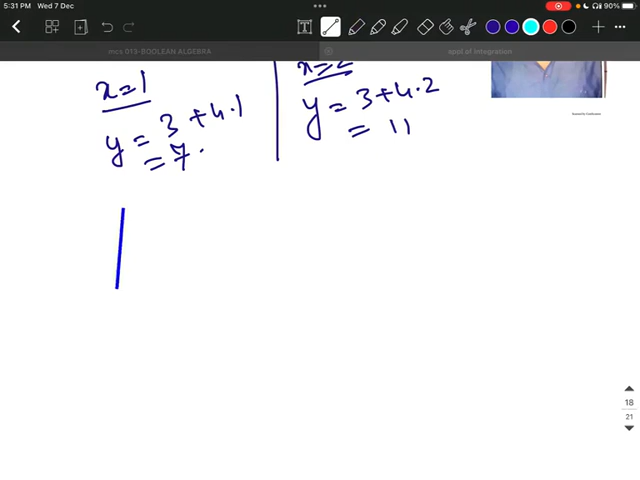 5:31 PM Wed 7 Dec
90%
mcs 013-BOOLEAN ALGEBRA
appl of integration
x=1
y = 3 + 4·1
= 7
y = 3+4·2
= 11
18
21